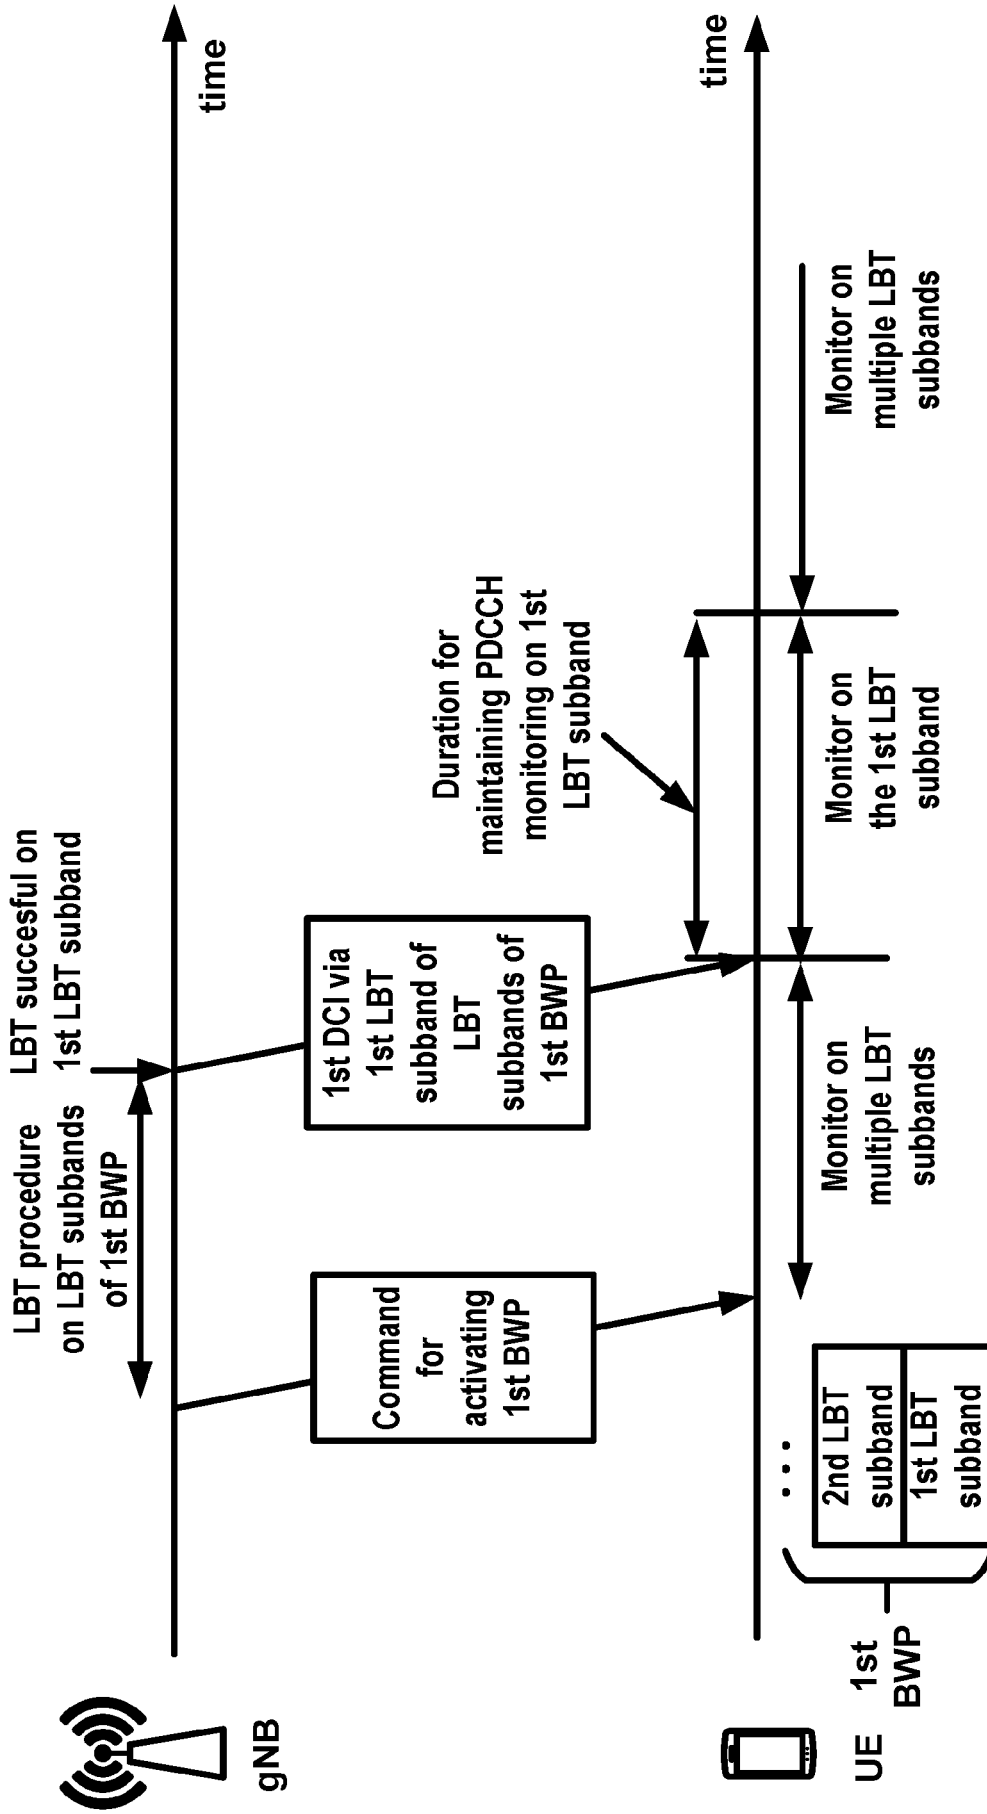 LBT procedure
on LBT subbands
of 1st BWP
LBT succesful on
1st LBT subband
time
gNB
Command
for
activating
1st BWP
1st DCI via
1st LBT
subband of
LBT
subbands of
1st BWP
Duration for
maintaining PDCCH
monitoring on 1st
LBT subband
time
UE
1st
BWP
2nd LBT
subband
1st LBT
subband
Monitor on
multiple LBT
subbands
Monitor on
the 1st LBT
subband
Monitor on
multiple LBT
subbands